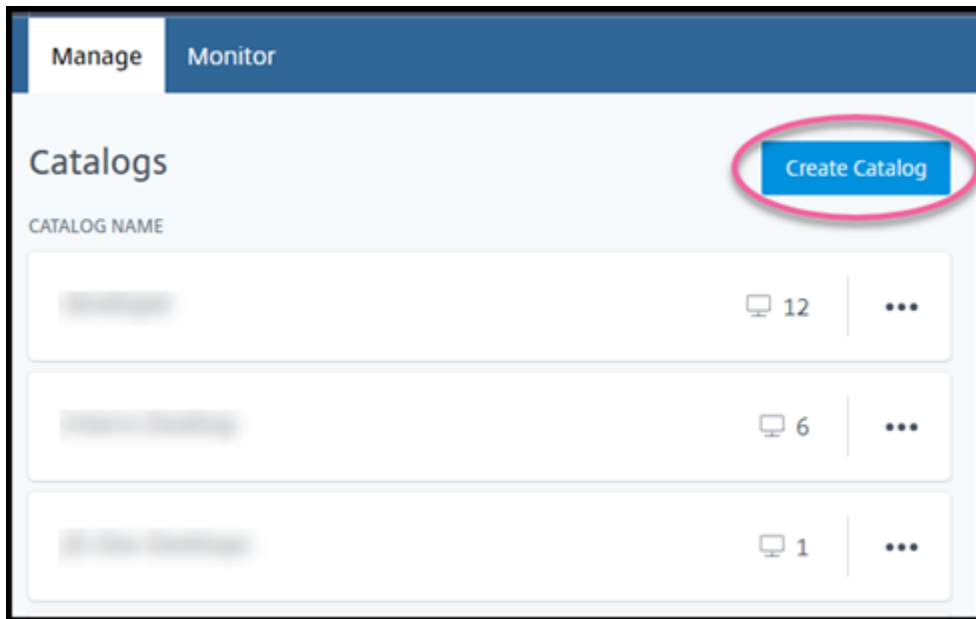 Manage Monitor
Catalogs
Create Catalog
CATALOG NAME
12
6
1